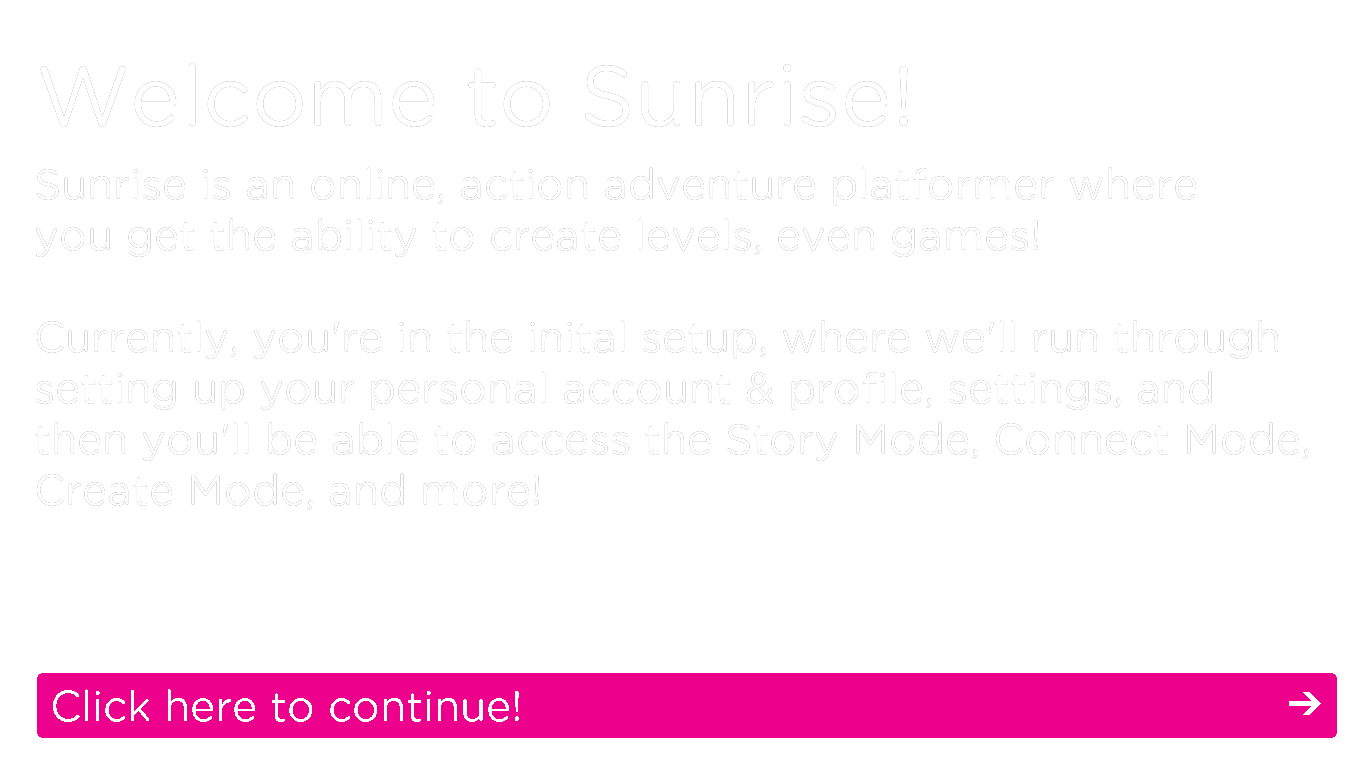 Welcome to Sunrise!
Sunrise is an online, action adventure platformer where
you get the ability to create levels, even games!
Currently, you're in the inital setup, where we'll run through
setting up your personal account & profile, settings, and
then you'll be able to access the Story Mode, Connect Mode,
Create Mode, and more!
Click here to continue!